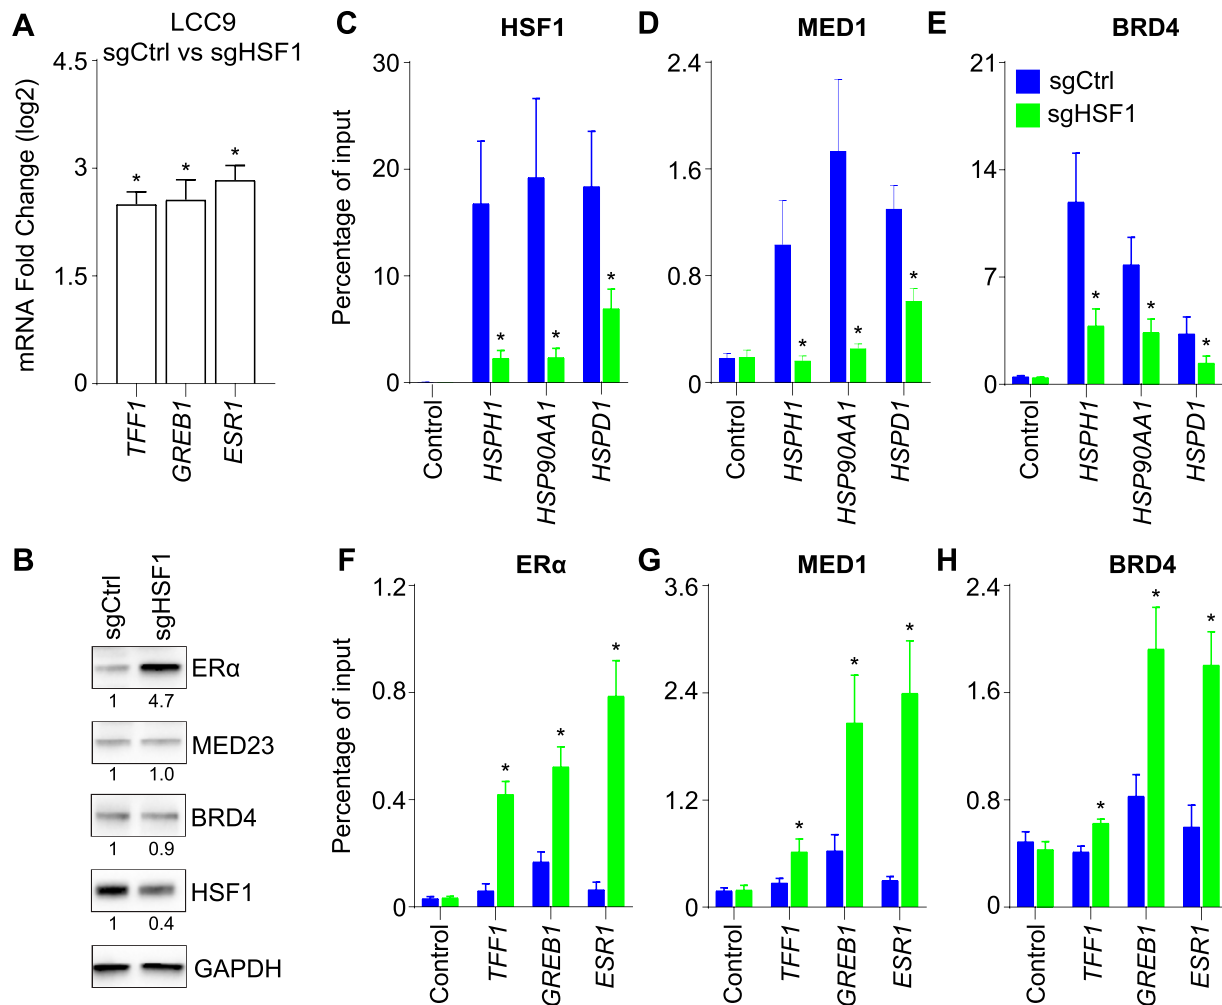 A
LCC9
sgCtrl vs sgHSF1
mRNA Fold Change (log2)
4.5
3
1.5
0
*
*
*
TFF1
GREB1
ESR1
C
HSF1
Percentage of input
30
20
10
0
*
*
*
Control
HSPH1
HSP90AA1
HSPD1
D
MED1
2.4
1.6
0.8
0
*
*
*
Control
HSPH1
HSP90AA1
HSPD1
E
BRD4
sgCtrl
sgHSF1
21
14
7
0
*
*
*
Control
HSPH1
HSP90AA1
HSPD1
B
sgCtrl
sgHSF1
ERα
1 4.7
MED23
1 1.0
BRD4
1 0.9
HSF1
1 0.4
GAPDH
F
ERα
Percentage of input
1.2
0.8
0.4
0
*
*
*
Control
TFF1
GREB1
ESR1
G
MED1
3.6
2.4
1.2
0
*
*
*
Control
TFF1
GREB1
ESR1
H
BRD4
2.4
1.6
0.8
0
*
*
*
Control
TFF1
GREB1
ESR1